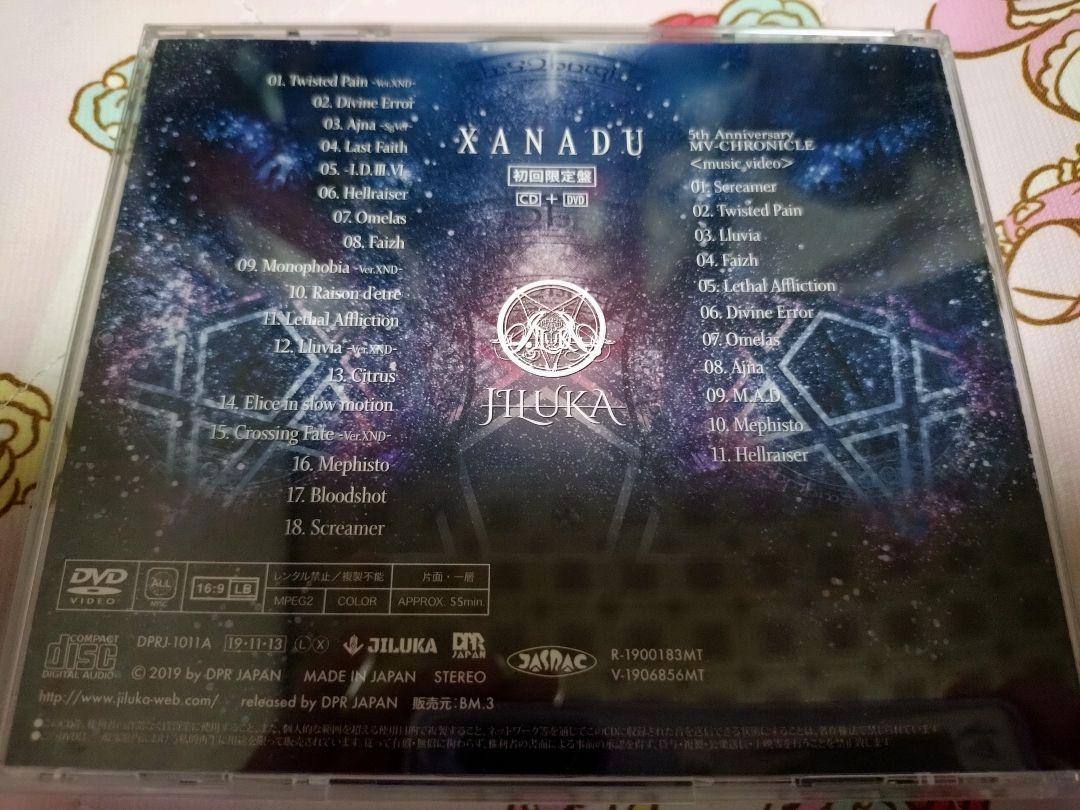 01. Twisted Pain -Ver.XND-
02. Divine Error
03. Ajna -SgVer-
04. Last Faith
05. -I.D.III.VI
06. Hellraiser
07. Omelas
08. Faizh
09. Monophobia -Ver.XND-
10. Raison d'etre
11. Lethal Affliction
12. Lluvia -Ver.XND-
13. Citrus
14. Elice in slow motion
15. Crossing Fate -Ver.XND-
16. Mephisto
17. Bloodshot
18. Screamer
XANADU
初回限定盤
CD + DVD
JILUKA
JILUKA
5th Anniversary
MV-CHRONICLE
<music video>
01. Screamer
02. Twisted Pain
03. Lluvia
04. Faizh
05. Lethal Affliction
06. Divine Error
07. Omelas
08. Ajna
09. M.A.D
10. Mephisto
11. Hellraiser
DVD VIDEO
ALL NTSC
16:9 LB
レンタル禁止/複製不能
片面・一層
MPEG2
COLOR
APPROX. 55min.
COMPACT disc DIGITAL AUDIO
DPRJ-1011A 19・11・13 Ⓛ Ⓧ JILUKA DPR JAPAN
© 2019 by DPR JAPAN MADE IN JAPAN STEREO
JASRAC
R-1900183MT
V-1906856MT
http://www.jiluka-web.com/ released by DPR JAPAN 販売元:BM.3